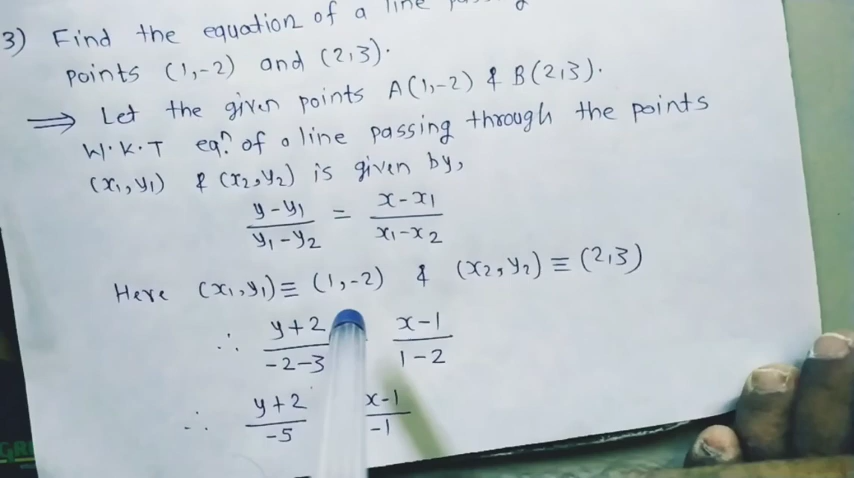 3) Find the equation of a line
points (1,-2) and (2,3).
⟹ Let the given points A(1,-2) & B(2,3).
W.K.T eqn. of a line passing through the points
(x1, y1) & (x2, y2) is given by,
y-y1 / y1-y2 = x-x1 / x1-x2
Here (x1, y1) ≡ (1,-2) & (x2, y2) ≡ (2,3)
∴ y+2 / -2-3 x-1 / 1-2
∴ y+2 / -5 x-1 / -1